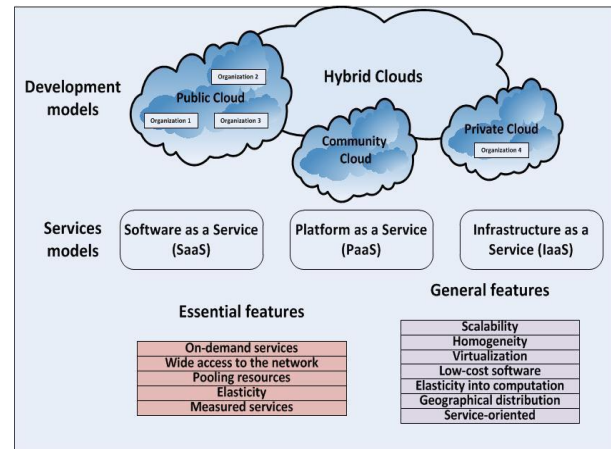 Development
models
Hybrid Clouds
Organization 2
Public Cloud
Organization 1
Organization 3
Community
Cloud
Private Cloud
Organization 4
Services
models
Software as a Service
(SaaS)
Platform as a Service
(PaaS)
Infrastructure as a
Service (IaaS)
Essential features
On-demand services
Wide access to the network
Pooling resources
Elasticity
Measured services
General features
Scalability
Homogeneity
Virtualization
Low-cost software
Elasticity into computation
Geographical distribution
Service-oriented